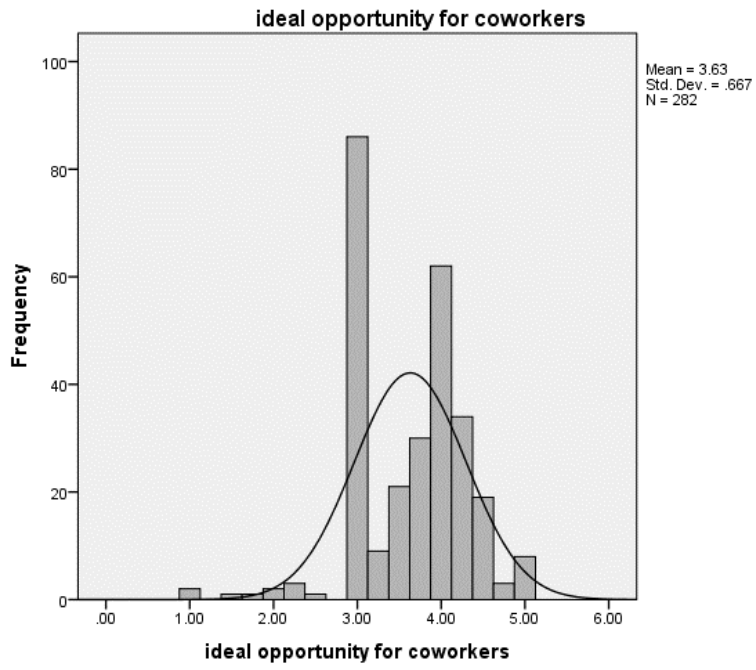 ideal opportunity for coworkers
Mean = 3.63
Std. Dev. = .667
N = 282
100
80
60
40
20
0
Frequency
.00 1.00 2.00 3.00 4.00 5.00 6.00
ideal opportunity for coworkers